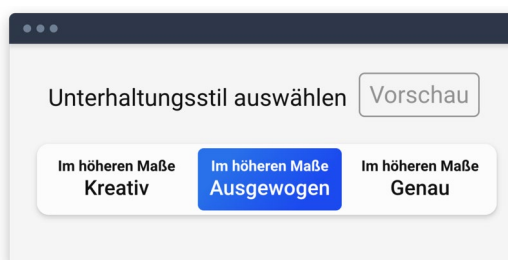 Unterhaltungsstil auswählen Vorschau
Im höheren Maße Im höheren Maße Im höheren Maße
Kreativ Ausgewogen Genau